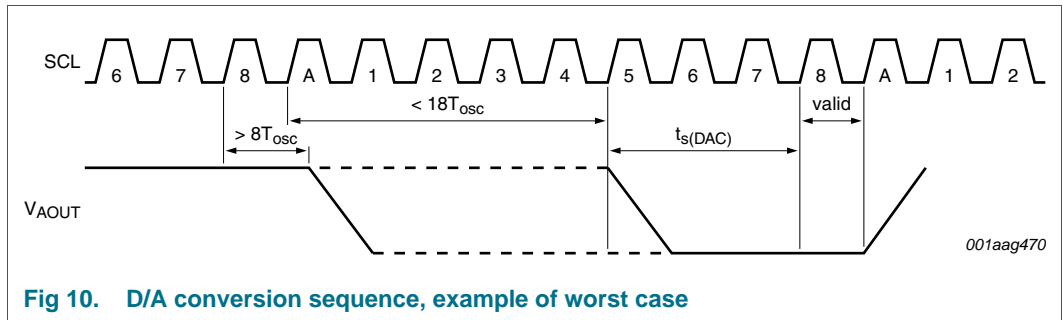 SCL
6 7 8 A 1 2 3 4 5 6 7 8 A 1 2
< 18Tosc
valid
> 8Tosc
ts(DAC)
VAOUT
001aag470
Fig 10. D/A conversion sequence, example of worst case